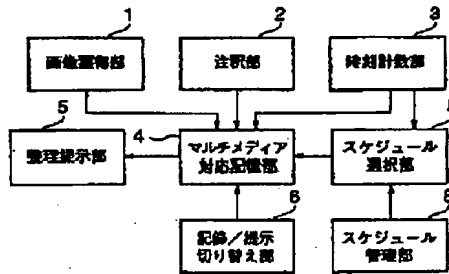 1
2
3
画像蓄積部
注釈部
時刻計数部
5
4
整理提示部
マルチメディア
対応記憶部
スケジュール
選択部
6
8
記録/提示
切り替え部
スケジュール
管理部